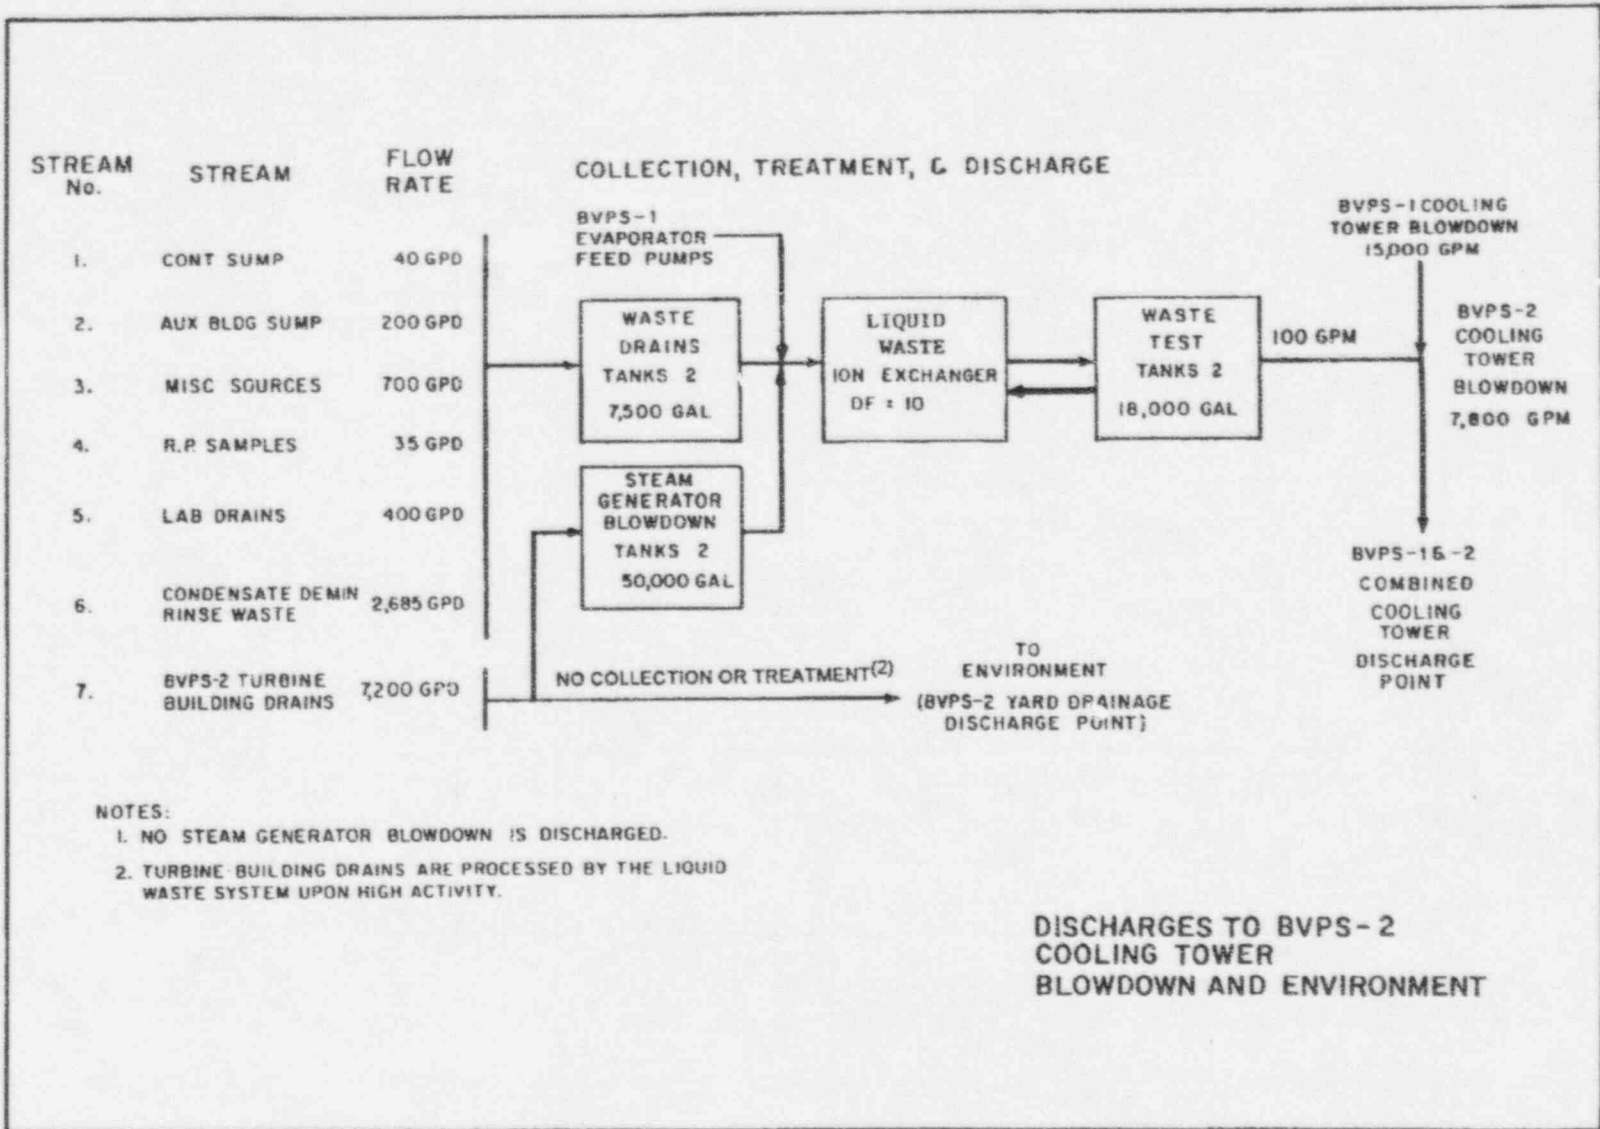 STREAM No.
STREAM
FLOW RATE
COLLECTION, TREATMENT, & DISCHARGE
1.
CONT SUMP
40 GPD
2.
AUX BLDG SUMP
200 GPD
3.
MISC SOURCES
700 GPD
4.
R.P. SAMPLES
35 GPD
5.
LAB DRAINS
400 GPD
6.
CONDENSATE DEMIN
RINSE WASTE
2,685 GPD
7.
BVPS-2 TURBINE
BUILDING DRAINS
7,200 GPD
BVPS-1
EVAPORATOR
FEED PUMPS
WASTE
DRAINS
TANKS 2
7,500 GAL
STEAM
GENERATOR
BLOWDOWN
TANKS 2
50,000 GAL
LIQUID
WASTE
ION EXCHANGER
DF = 10
WASTE
TEST
TANKS 2
18,000 GAL
100 GPM
BVPS-1 COOLING
TOWER BLOWDOWN
15,000 GPM
BVPS-2
COOLING
TOWER
BLOWDOWN
7,800 GPM
BVPS-1 & -2
COMBINED
COOLING
TOWER
DISCHARGE
POINT
NO COLLECTION OR TREATMENT(2)
TO
ENVIRONMENT
(BVPS-2 YARD DRAINAGE
DISCHARGE POINT)
NOTES:
1. NO STEAM GENERATOR BLOWDOWN IS DISCHARGED.
2. TURBINE BUILDING DRAINS ARE PROCESSED BY THE LIQUID
WASTE SYSTEM UPON HIGH ACTIVITY.
DISCHARGES TO BVPS-2
COOLING TOWER
BLOWDOWN AND ENVIRONMENT